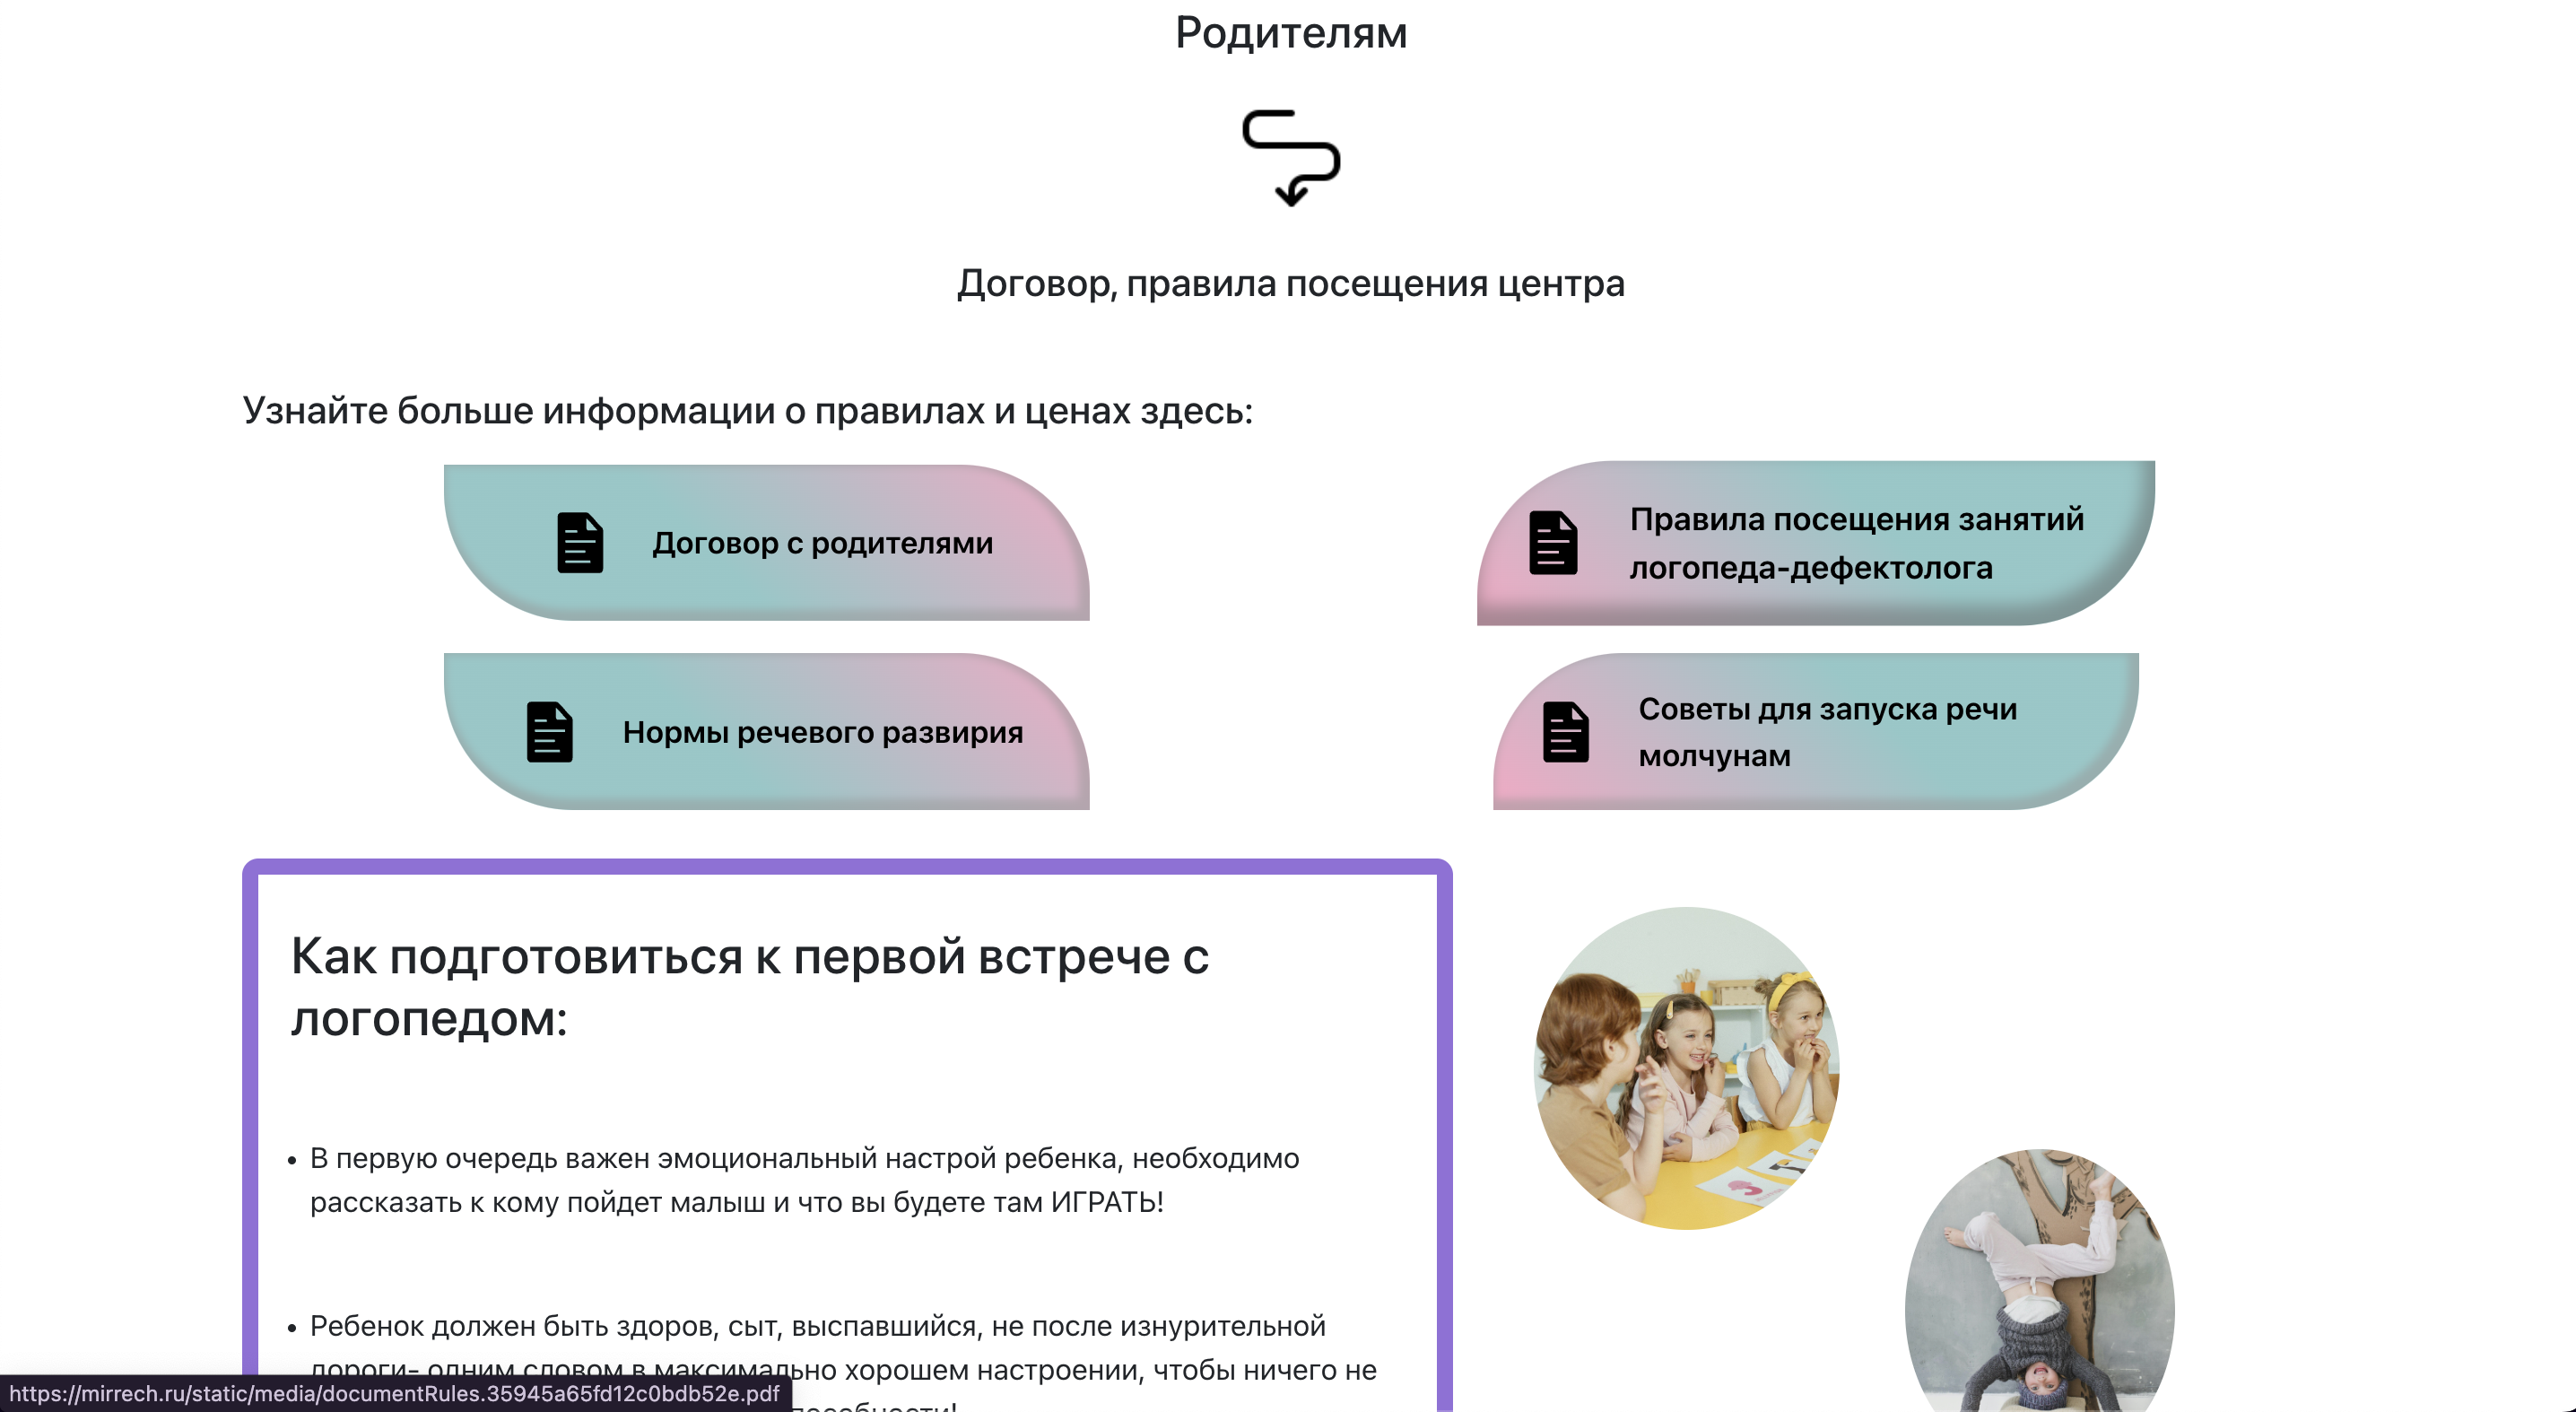 Родителям
Договор, правила посещения центра
Узнайте больше информации о правилах и ценах здесь:
Договор с родителями
Правила посещения занятий
логопеда-дефектолога
Нормы речевого развирия
Советы для запуска речи
молчунам
Как подготовиться к первой встрече с
логопедом:
• В первую очередь важен эмоциональный настрой ребенка, необходимо
рассказать к кому пойдет малыш и что вы будете там ИГРАТЬ!
• Ребенок должен быть здоров, сыт, выспавшийся, не после изнурительной
дороги- одним словом в максимально хорошем настроении, чтобы ничего не
https://mirrech.ru/static/media/documentRules.35945a65fd12c0bdb52e.pdf